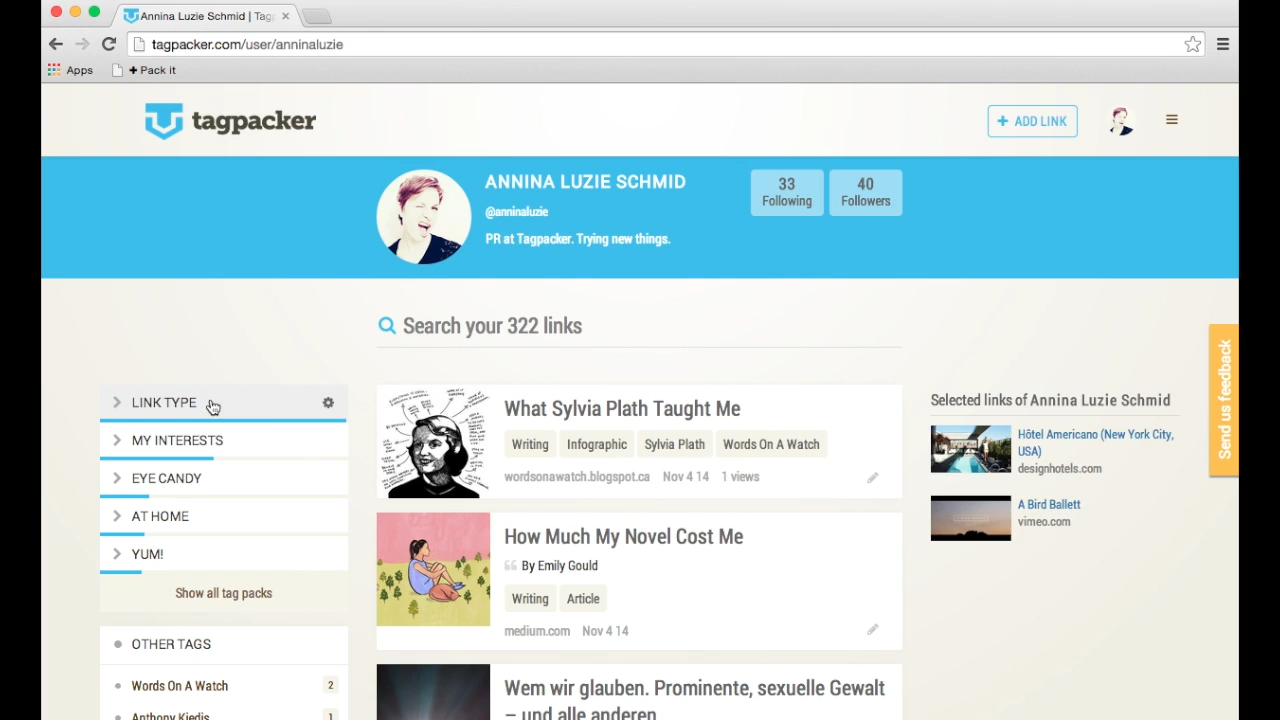 Annina Luzie Schmid | Tag
tagpacker.com/user/anninaluzie
Apps
+ Pack it
tagpacker
+ ADD LINK
ANNINA LUZIE SCHMID
@anninaluzie
PR at Tagpacker. Trying new things.
33
Following
40
Followers
Search your 322 links
Send us feedback
LINK TYPE
MY INTERESTS
EYE CANDY
AT HOME
YUM!
Show all tag packs
OTHER TAGS
Words On A Watch 2
Anthony Kiedis 1
What Sylvia Plath Taught Me
Writing Infographic Sylvia Plath Words On A Watch
wordsonawatch.blogspot.ca Nov 4 14 1 views
How Much My Novel Cost Me
By Emily Gould
Writing Article
medium.com Nov 4 14
Wem wir glauben. Prominente, sexuelle Gewalt
– und alle anderen
Selected links of Annina Luzie Schmid
Hôtel Americano (New York City,
USA)
designhotels.com
A Bird Ballett
vimeo.com